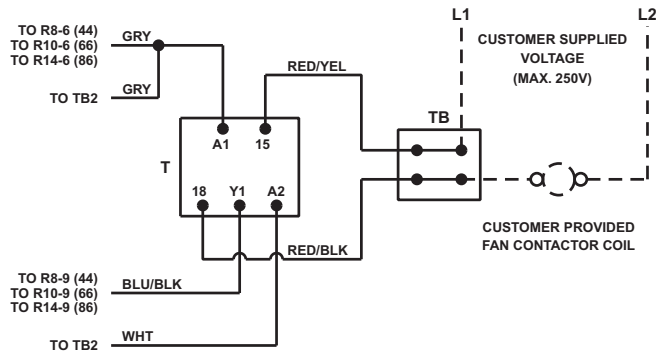 TO R8-6 (44)
TO R10-6 (66)
TO R14-6 (86)
GRY
TO TB2
GRY
RED/YEL
L1
L2
CUSTOMER SUPPLIED
VOLTAGE
(MAX. 250V)
TB
T
A1
15
18
Y1
A2
RED/BLK
CUSTOMER PROVIDED
FAN CONTACTOR COIL
TO R8-9 (44)
TO R10-9 (66)
TO R14-9 (86)
BLU/BLK
TO TB2
WHT